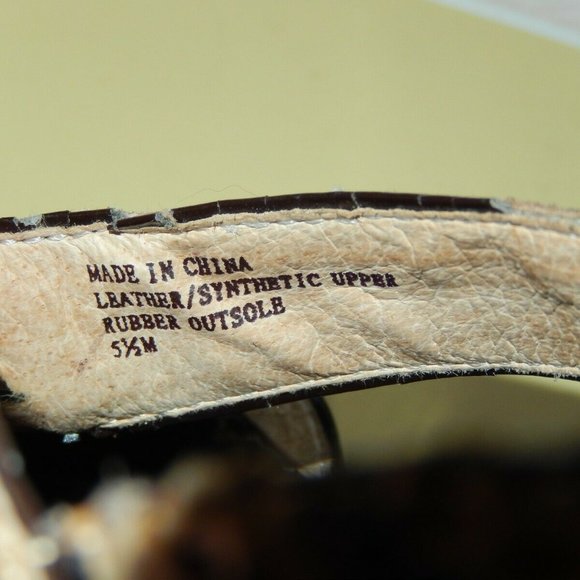 MADE IN CHINA
LEATHER/SYNTHETIC UPPER
RUBBER OUTSOLE
5½M